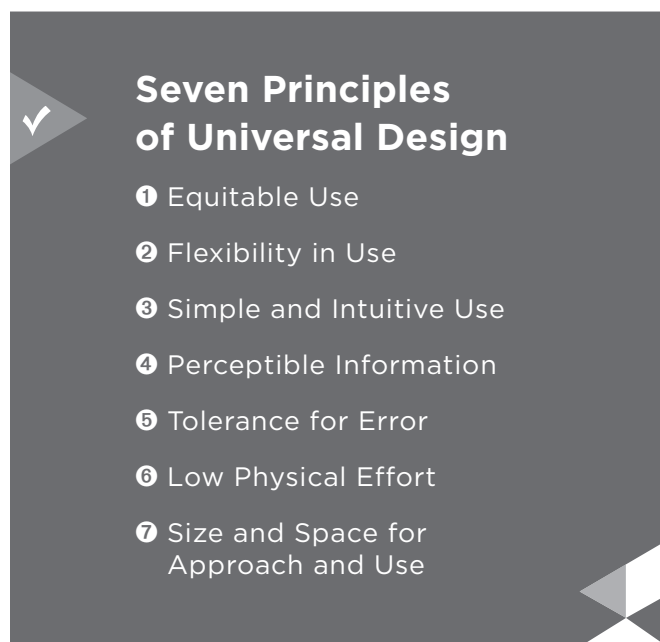 Seven Principles
of Universal Design
❶ Equitable Use
❷ Flexibility in Use
❸ Simple and Intuitive Use
❹ Perceptible Information
❺ Tolerance for Error
❻ Low Physical Effort
❼ Size and Space for
Approach and Use